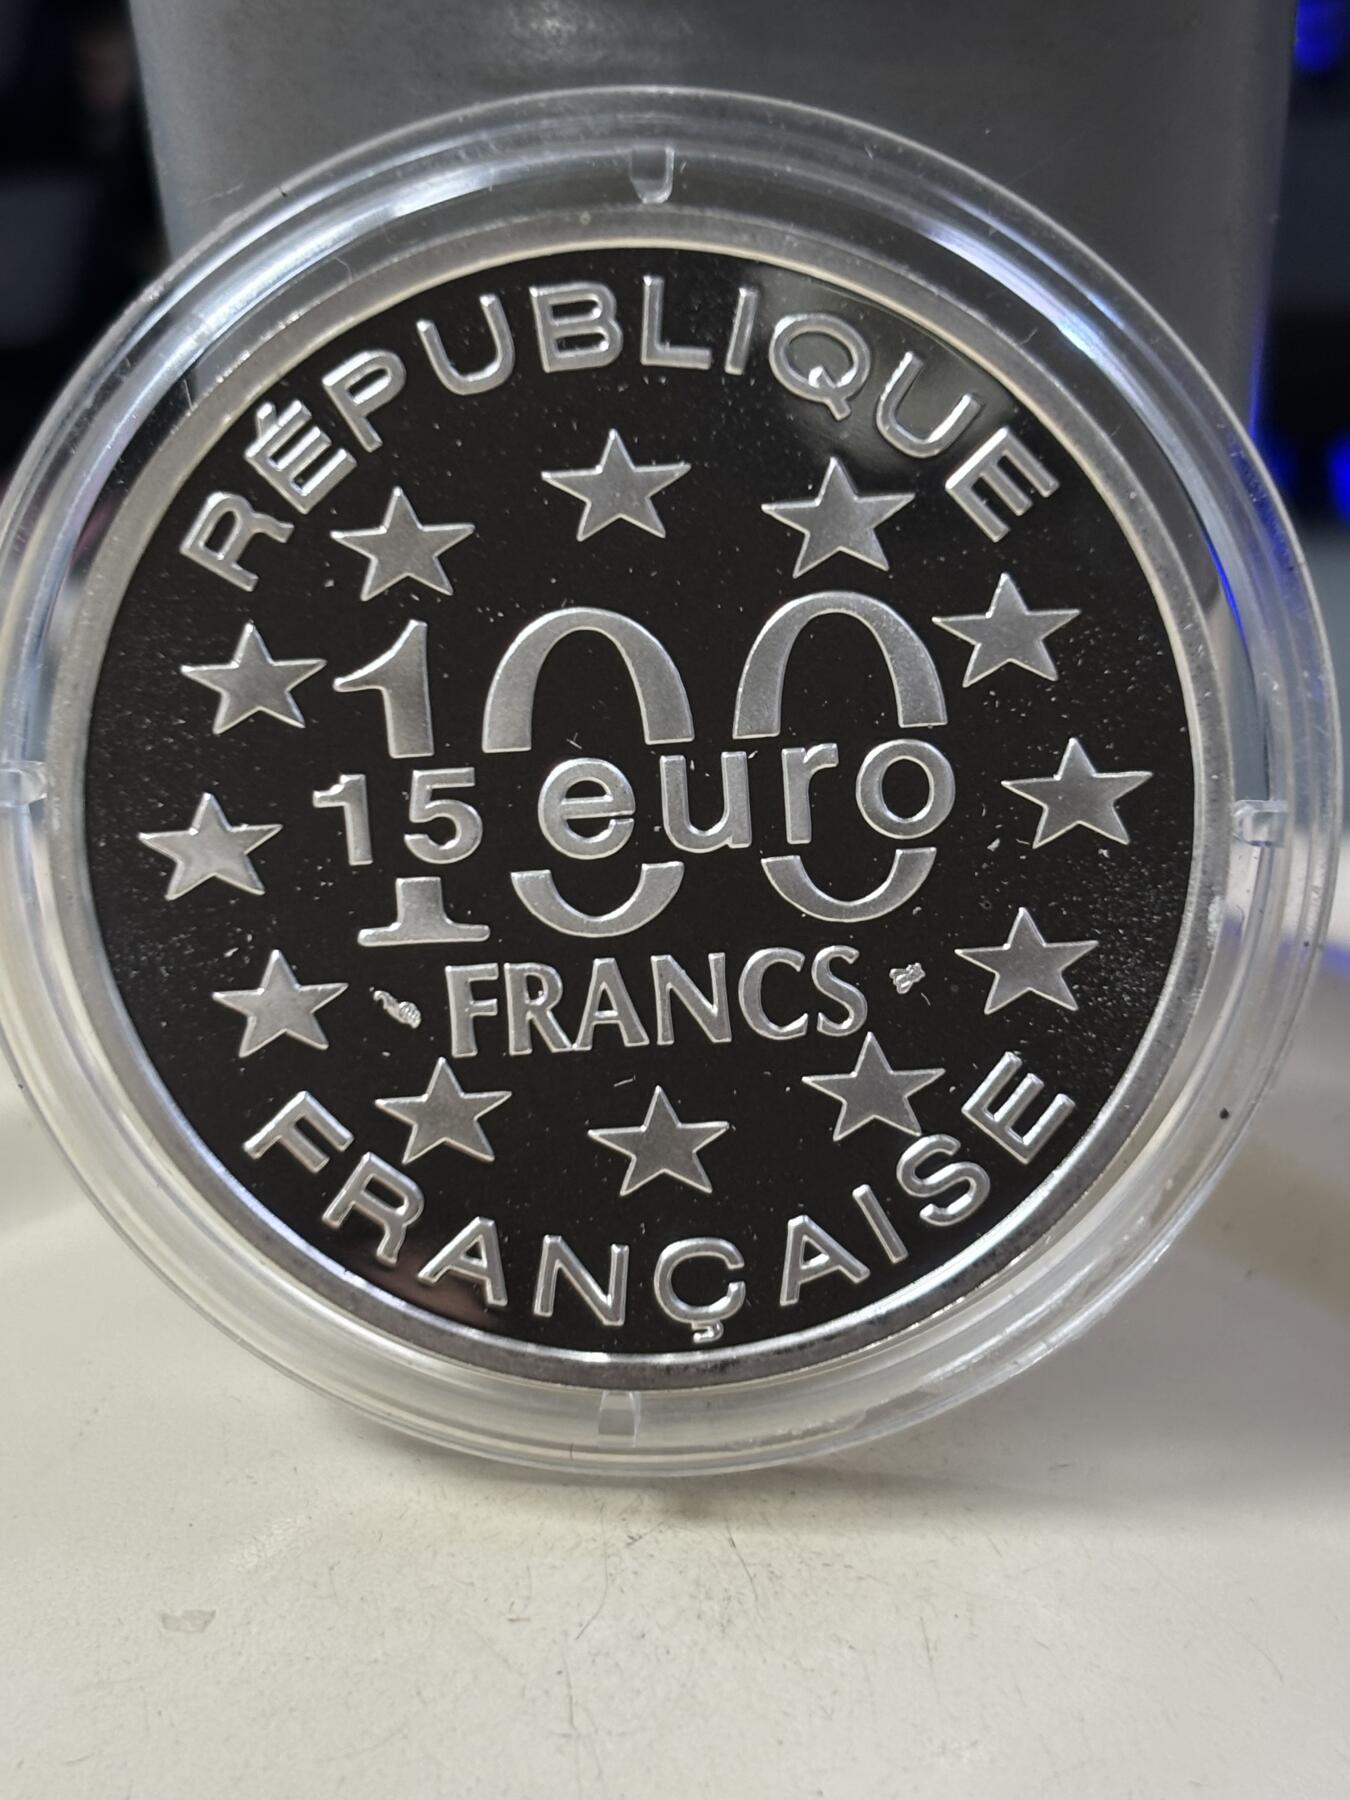 RÉPUBLIQUE
100
15 euro
FRANCS
FRANÇAISE